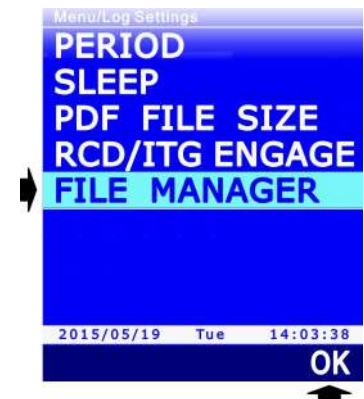 Menu/Log Settings
PERIOD
SLEEP
PDF FILE SIZE
RCD/ITG ENGAGE
FILE MANAGER
2015/05/19 Tue 14:03:38
OK